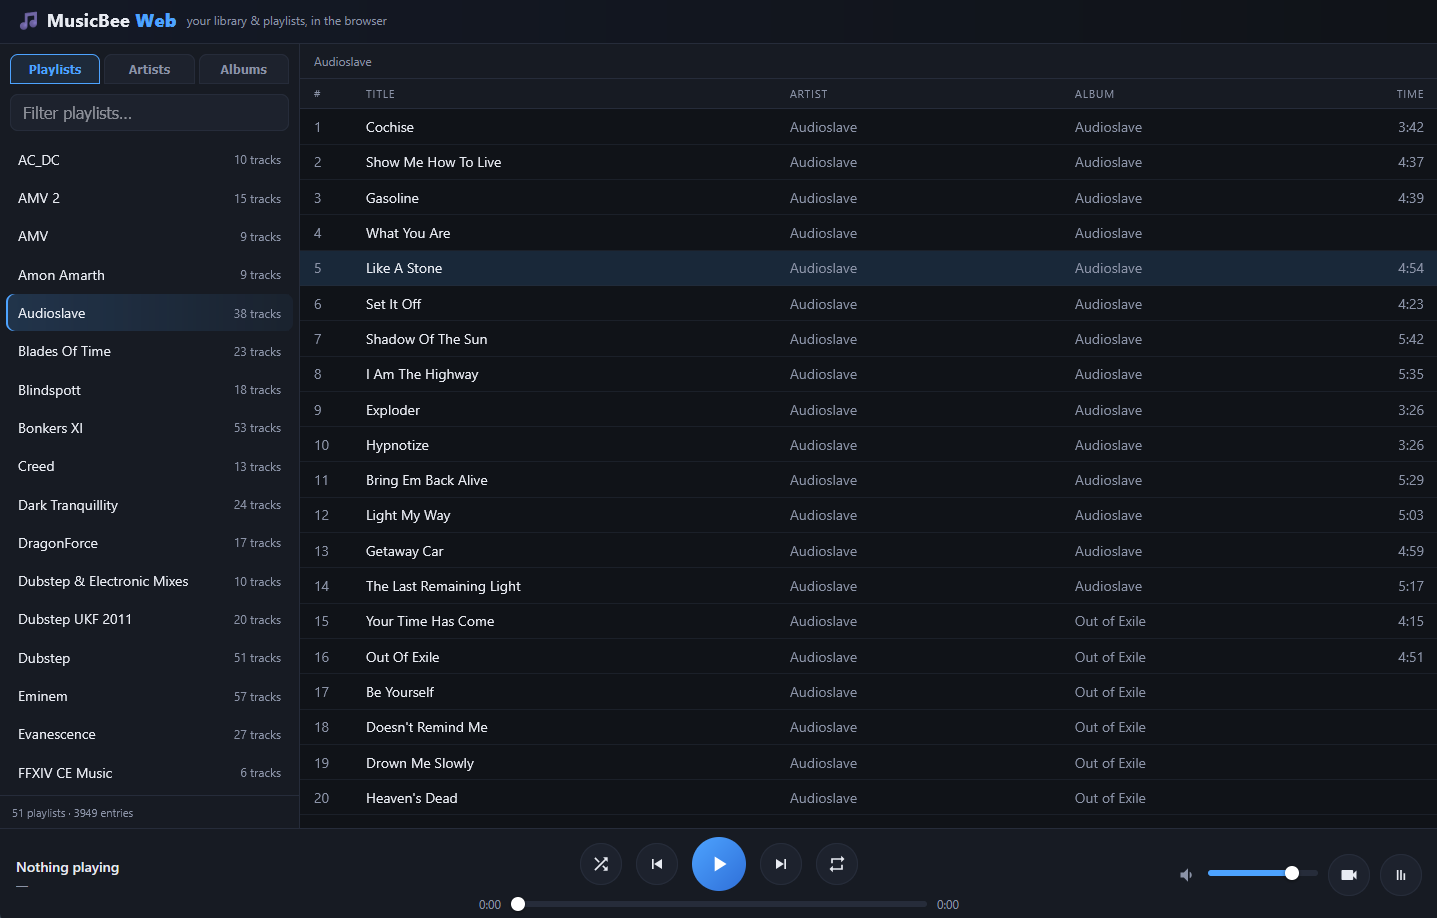 MusicBee Web your library & playlists, in the browser
Playlists Artists Albums
Filter playlists...
AC_DC 10 tracks
AMV 2 15 tracks
AMV 9 tracks
Amon Amarth 9 tracks
Audioslave 38 tracks
Blades Of Time 23 tracks
Blindspott 18 tracks
Bonkers XI 53 tracks
Creed 13 tracks
Dark Tranquillity 24 tracks
DragonForce 17 tracks
Dubstep & Electronic Mixes 10 tracks
Dubstep UKF 2011 20 tracks
Dubstep 51 tracks
Eminem 57 tracks
Evanescence 27 tracks
FFXIV CE Music 6 tracks
51 playlists · 3949 entries
Audioslave
# TITLE ARTIST ALBUM TIME
1 Cochise Audioslave Audioslave 3:42
2 Show Me How To Live Audioslave Audioslave 4:37
3 Gasoline Audioslave Audioslave 4:39
4 What You Are Audioslave Audioslave
5 Like A Stone Audioslave Audioslave 4:54
6 Set It Off Audioslave Audioslave 4:23
7 Shadow Of The Sun Audioslave Audioslave 5:42
8 I Am The Highway Audioslave Audioslave 5:35
9 Exploder Audioslave Audioslave 3:26
10 Hypnotize Audioslave Audioslave 3:26
11 Bring Em Back Alive Audioslave Audioslave 5:29
12 Light My Way Audioslave Audioslave 5:03
13 Getaway Car Audioslave Audioslave 4:59
14 The Last Remaining Light Audioslave Audioslave 5:17
15 Your Time Has Come Audioslave Out of Exile 4:15
16 Out Of Exile Audioslave Out of Exile 4:51
17 Be Yourself Audioslave Out of Exile
18 Doesn't Remind Me Audioslave Out of Exile
19 Drown Me Slowly Audioslave Out of Exile
20 Heaven's Dead Audioslave Out of Exile
Nothing playing
—
0:00 0:00